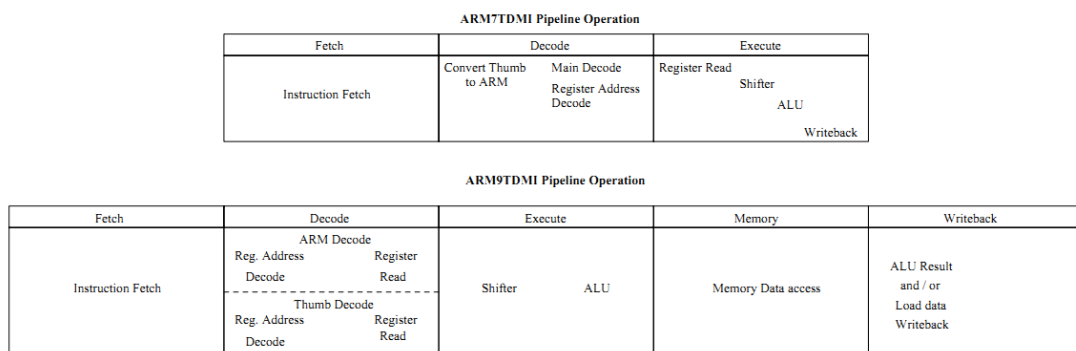 ARM7TDMI Pipeline Operation
Fetch Decode Execute
Convert Thumb Main Decode Register Read
to ARM Shifter
Instruction Fetch Register Address
Decode ALU
Writeback
ARM9TDMI Pipeline Operation
Fetch Decode Execute Memory Writeback
ARM Decode
Reg. Address Register
Decode Read
Instruction Fetch
Thumb Decode
Reg. Address Register
Decode Read
Shifter ALU
Memory Data access
ALU Result
and / or
Load data
Writeback